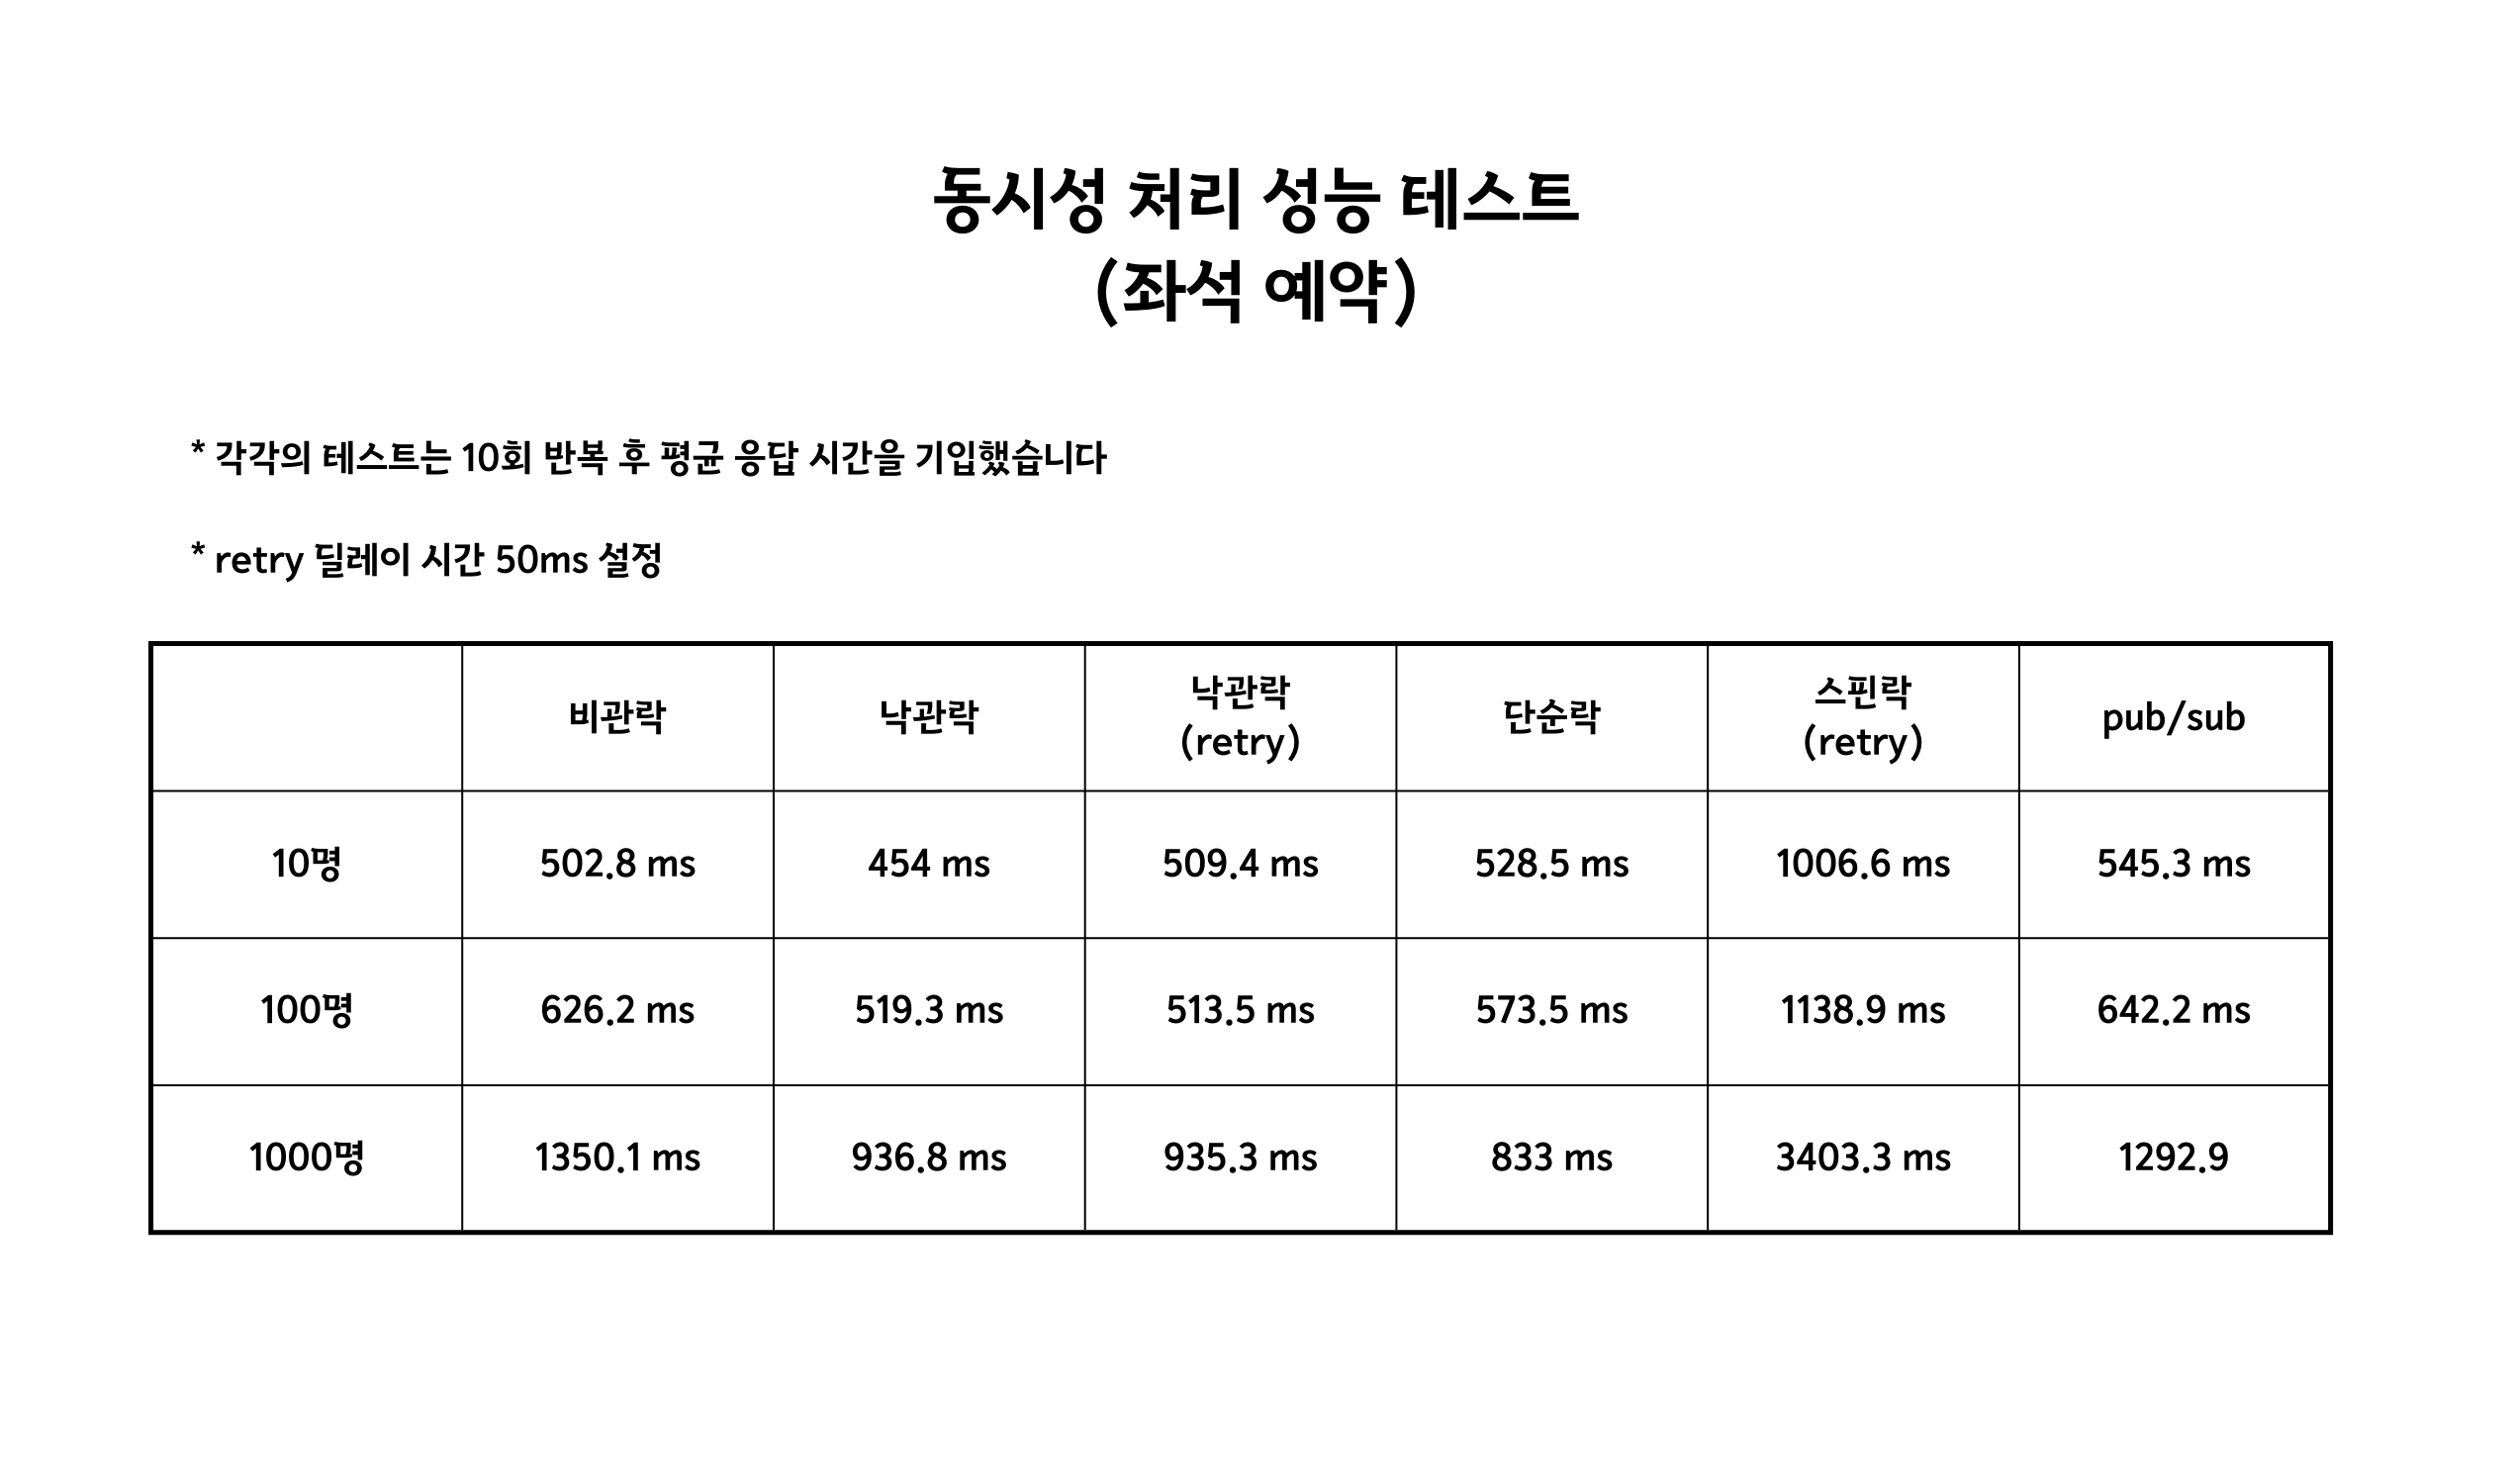 동시성 처리 성능 테스트
(좌석 예약)
* 각각의 테스트는 10회 반복 후 평균 응답 시간을 기입했습니다
* retry 딜레이 시간 50ms 설정
비관락 낙관락 낙관락 (retry) 단순락 스핀락 (retry) pub/sub
10명 502.8 ms 454 ms 509.4 ms 528.5 ms 1006.6 ms 545.3 ms
100명 626.2 ms 519.3 ms 513.5 ms 573.5 ms 1138.9 ms 642.2 ms
1000명 1350.1 ms 936.8 ms 935.3 ms 833 ms 3403.3 ms 1292.9